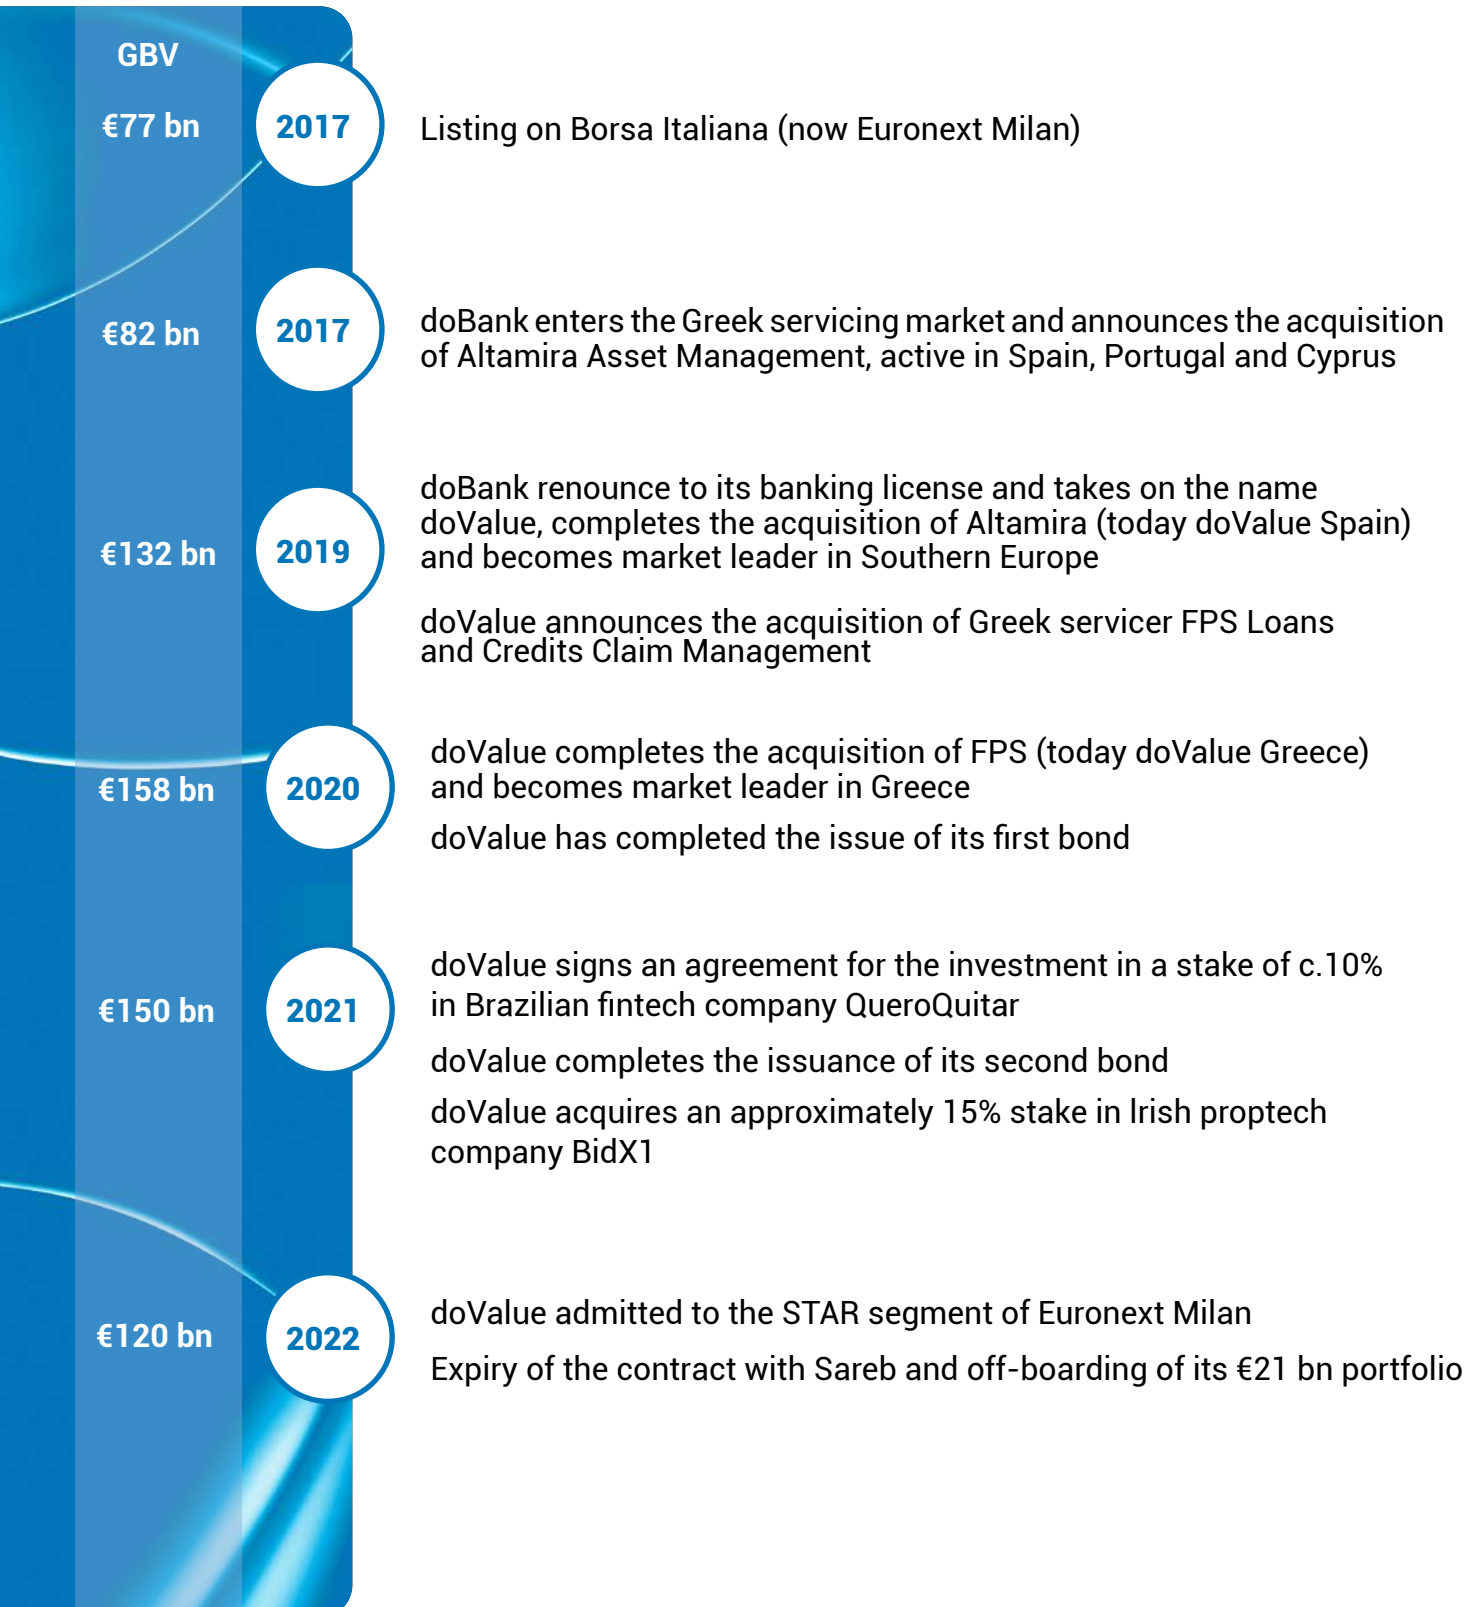 GBV
€77 bn
2017
Listing on Borsa Italiana (now Euronext Milan)
€82 bn
2017
doBank enters the Greek servicing market and announces the acquisition
of Altamira Asset Management, active in Spain, Portugal and Cyprus
€132 bn
2019
doBank renounce to its banking license and takes on the name
doValue, completes the acquisition of Altamira (today doValue Spain)
and becomes market leader in Southern Europe
doValue announces the acquisition of Greek servicer FPS Loans
and Credits Claim Management
€158 bn
2020
doValue completes the acquisition of FPS (today doValue Greece)
and becomes market leader in Greece
doValue has completed the issue of its first bond
€150 bn
2021
doValue signs an agreement for the investment in a stake of c.10%
in Brazilian fintech company QueroQuitar
doValue completes the issuance of its second bond
doValue acquires an approximately 15% stake in lrish proptech
company BidX1
€120 bn
2022
doValue admitted to the STAR segment of Euronext Milan
Expiry of the contract with Sareb and off-boarding of its €21 bn portfolio